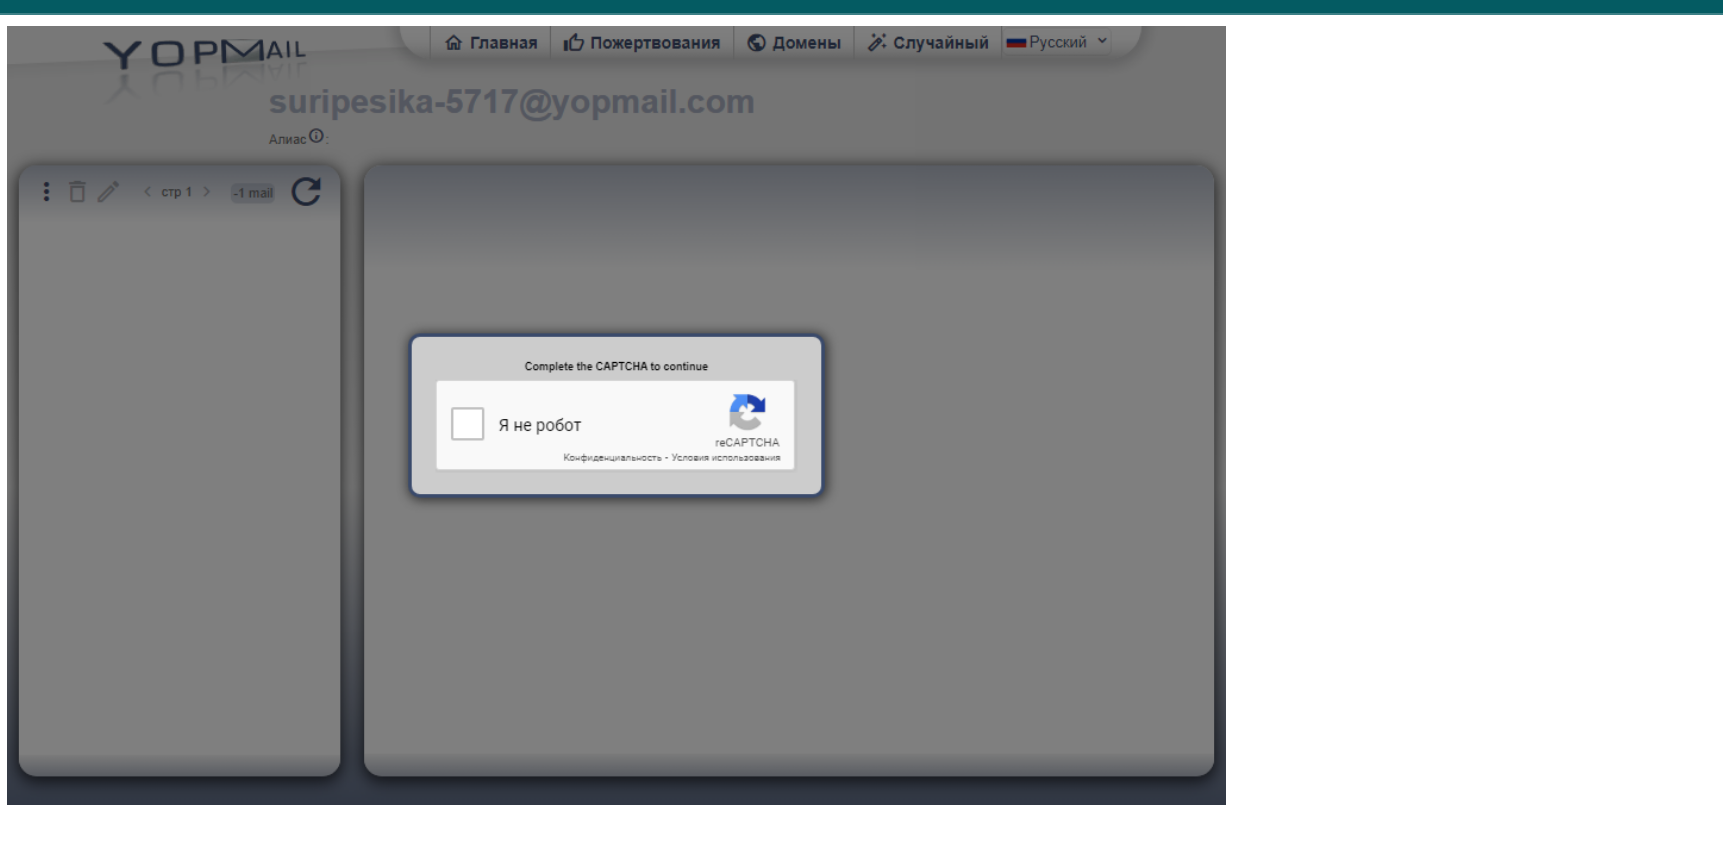 YOPMAIL
Главная Пожертвования Домены Случайный Русский
suripesika-5717@yopmail.com
Алиас :
стр 1 -1 mail
Complete the CAPTCHA to continue
Я не робот
reCAPTCHA
Конфиденциальность - Условия использования